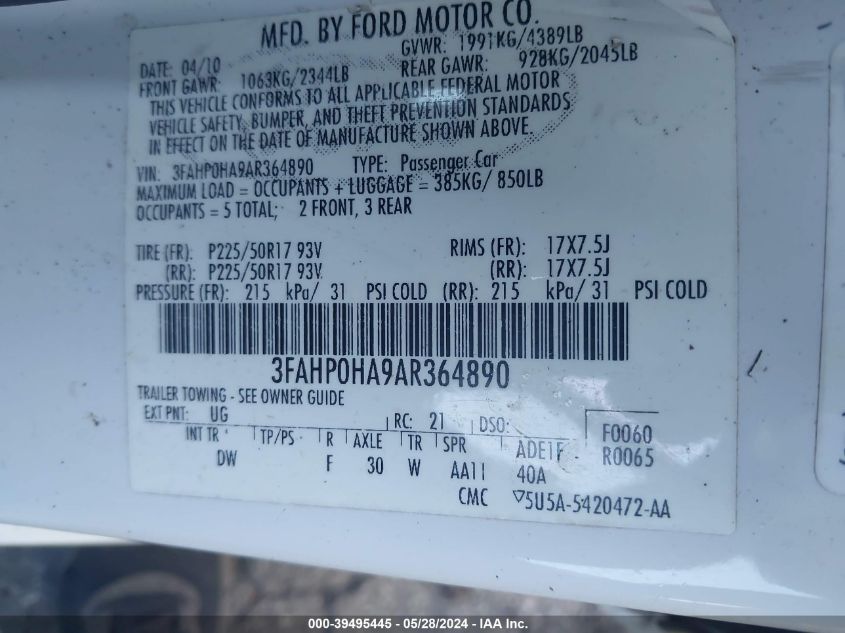 MFD. BY FORD MOTOR CO.
DATE: 04/10 GVWR: 1991KG/4389LB
FRONT GAWR: 1063KG/2344LB REAR GAWR: 928KG/2045LB
THIS VEHICLE CONFORMS TO ALL APPLICABLE FEDERAL MOTOR
VEHICLE SAFETY, BUMPER, AND THEFT PREVENTION STANDARDS
IN EFFECT ON THE DATE OF MANUFACTURE SHOWN ABOVE.
VIN: 3FAHP0HA9AR364890 TYPE: Passenger Car
MAXIMUM LOAD = OCCUPANTS + LUGGAGE = 385KG/ 850LB
OCCUPANTS = 5 TOTAL; 2 FRONT, 3 REAR
TIRE (FR): P225/50R17 93V RIMS (FR): 17X7.5J
(RR): P225/50R17 93V (RR): 17X7.5J
PRESSURE (FR): 215 kPa/ 31 PSI COLD (RR): 215 kPa/ 31 PSI COLD
3FAHP0HA9AR364890
TRAILER TOWING - SEE OWNER GUIDE
EXT PNT: UG RC: 21 DSO: F0060
INT TR TP/PS R AXLE TR SPR ADE1F R0065
DW F 30 W AA11 40A
CMC 5U5A-5420472-AA
000-39495445 - 05/28/2024 - IAA Inc.